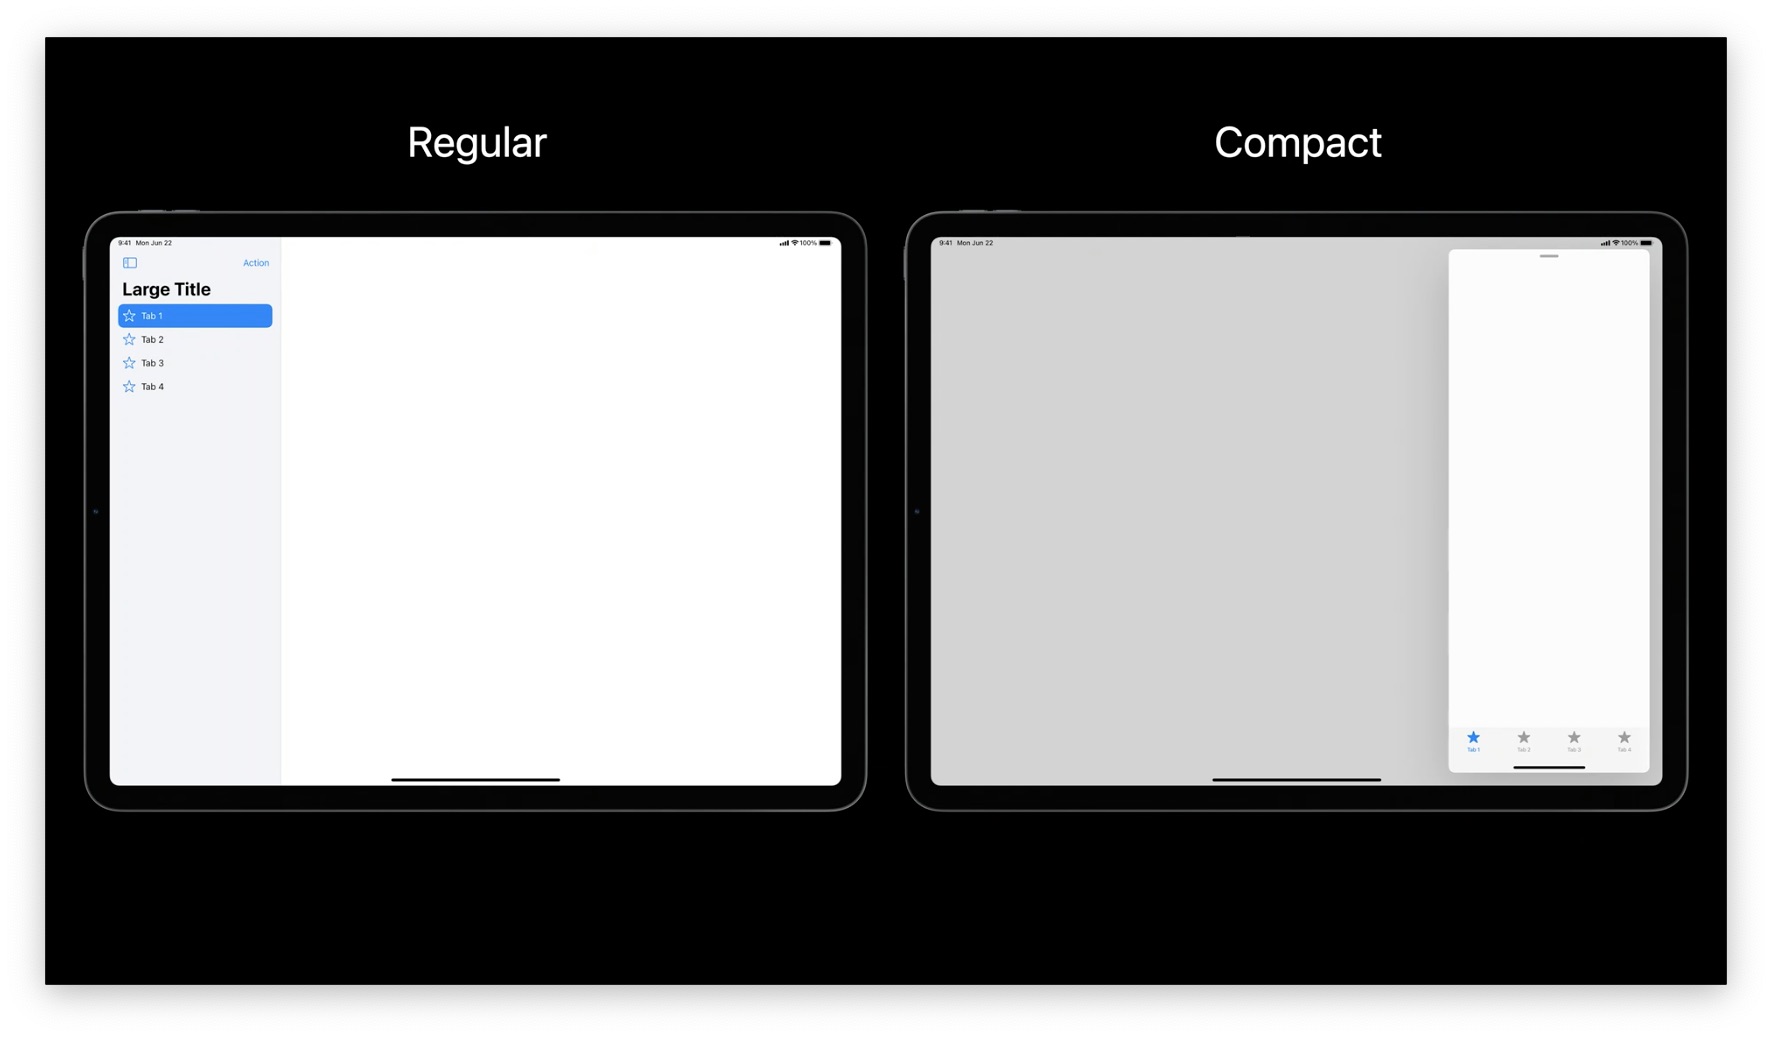 Regular
9:41 Mon Jun 22
100%
Action
Large Title
Tab 1
Tab 2
Tab 3
Tab 4
Compact
9:41 Mon Jun 22
100%
Tab 1 Tab 2 Tab 3 Tab 4